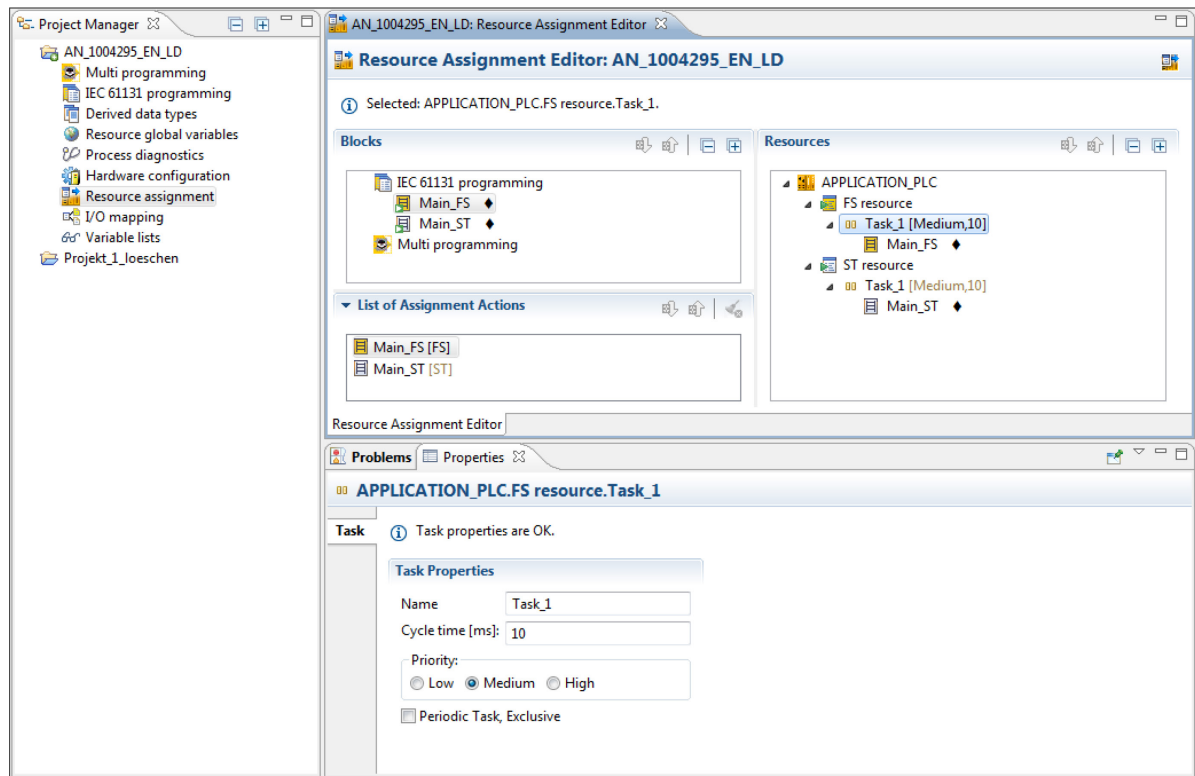 Project Manager
AN_1004295_EN_LD
Multi programming
IEC 61131 programming
Derived data types
Resource global variables
Process diagnostics
Hardware configuration
Resource assignment
I/O mapping
Variable lists
Projekt_1_loeschen
AN_1004295_EN_LD: Resource Assignment Editor
Resource Assignment Editor: AN_1004295_EN_LD
Selected: APPLICATION_PLC.FS resource.Task_1.
Blocks
IEC 61131 programming
Main_FS
Main_ST
Multi programming
List of Assignment Actions
Main_FS [FS]
Main_ST [ST]
Resources
APPLICATION_PLC
FS resource
Task_1 [Medium,10]
Main_FS
ST resource
Task_1 [Medium,10]
Main_ST
Resource Assignment Editor
Problems Properties
APPLICATION_PLC.FS resource.Task_1
Task
Task properties are OK.
Task Properties
Name Task_1
Cycle time [ms]: 10
Priority:
Low Medium High
Periodic Task, Exclusive